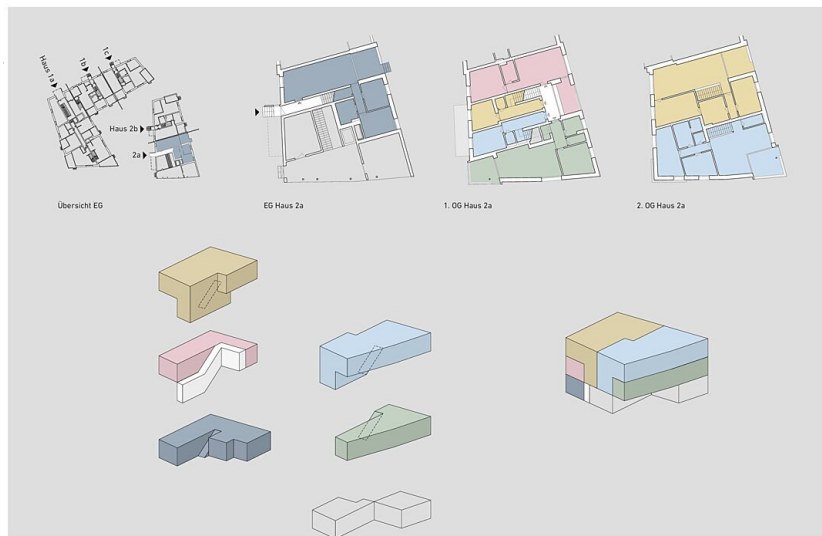 Haus 1a
1b
1c
Haus 2b
2a
Übersicht EG
EG Haus 2a
1. OG Haus 2a
2. OG Haus 2a